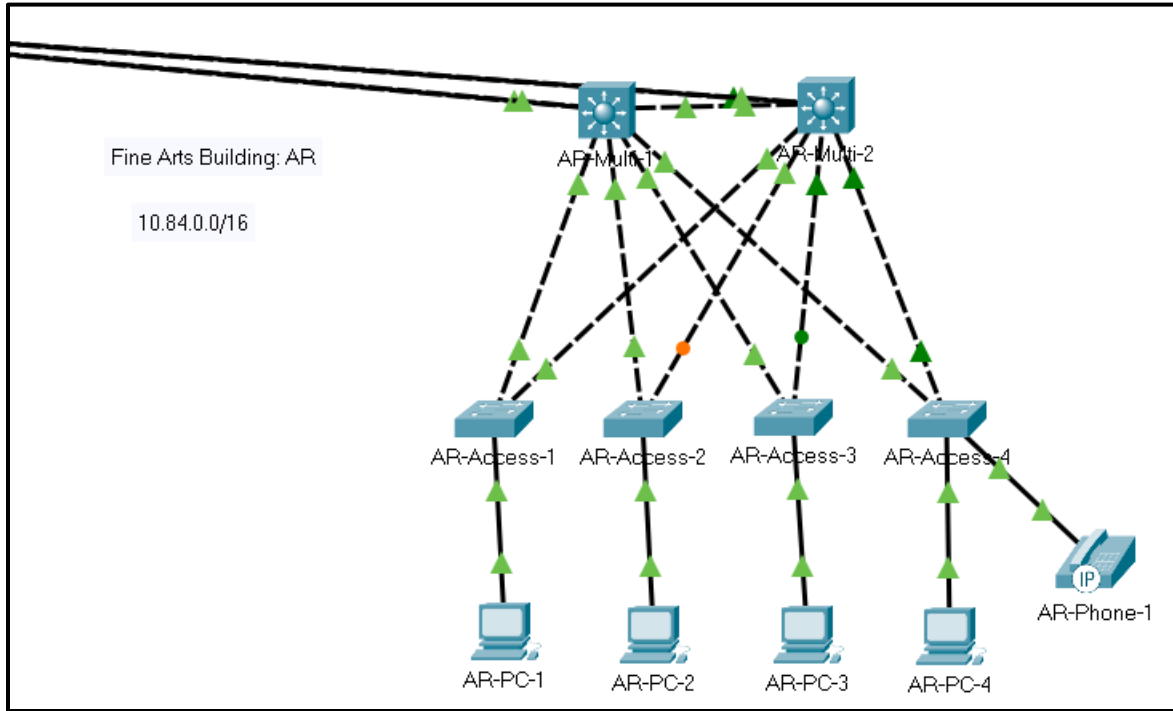 AR-Multi-1
AR-Multi-2
Fine Arts Building: AR
10.84.0.0/16
AR-Access-1
AR-Access-2
AR-Access-3
AR-Access-4
IP
AR-Phone-1
AR-PC-1
AR-PC-2
AR-PC-3
AR-PC-4